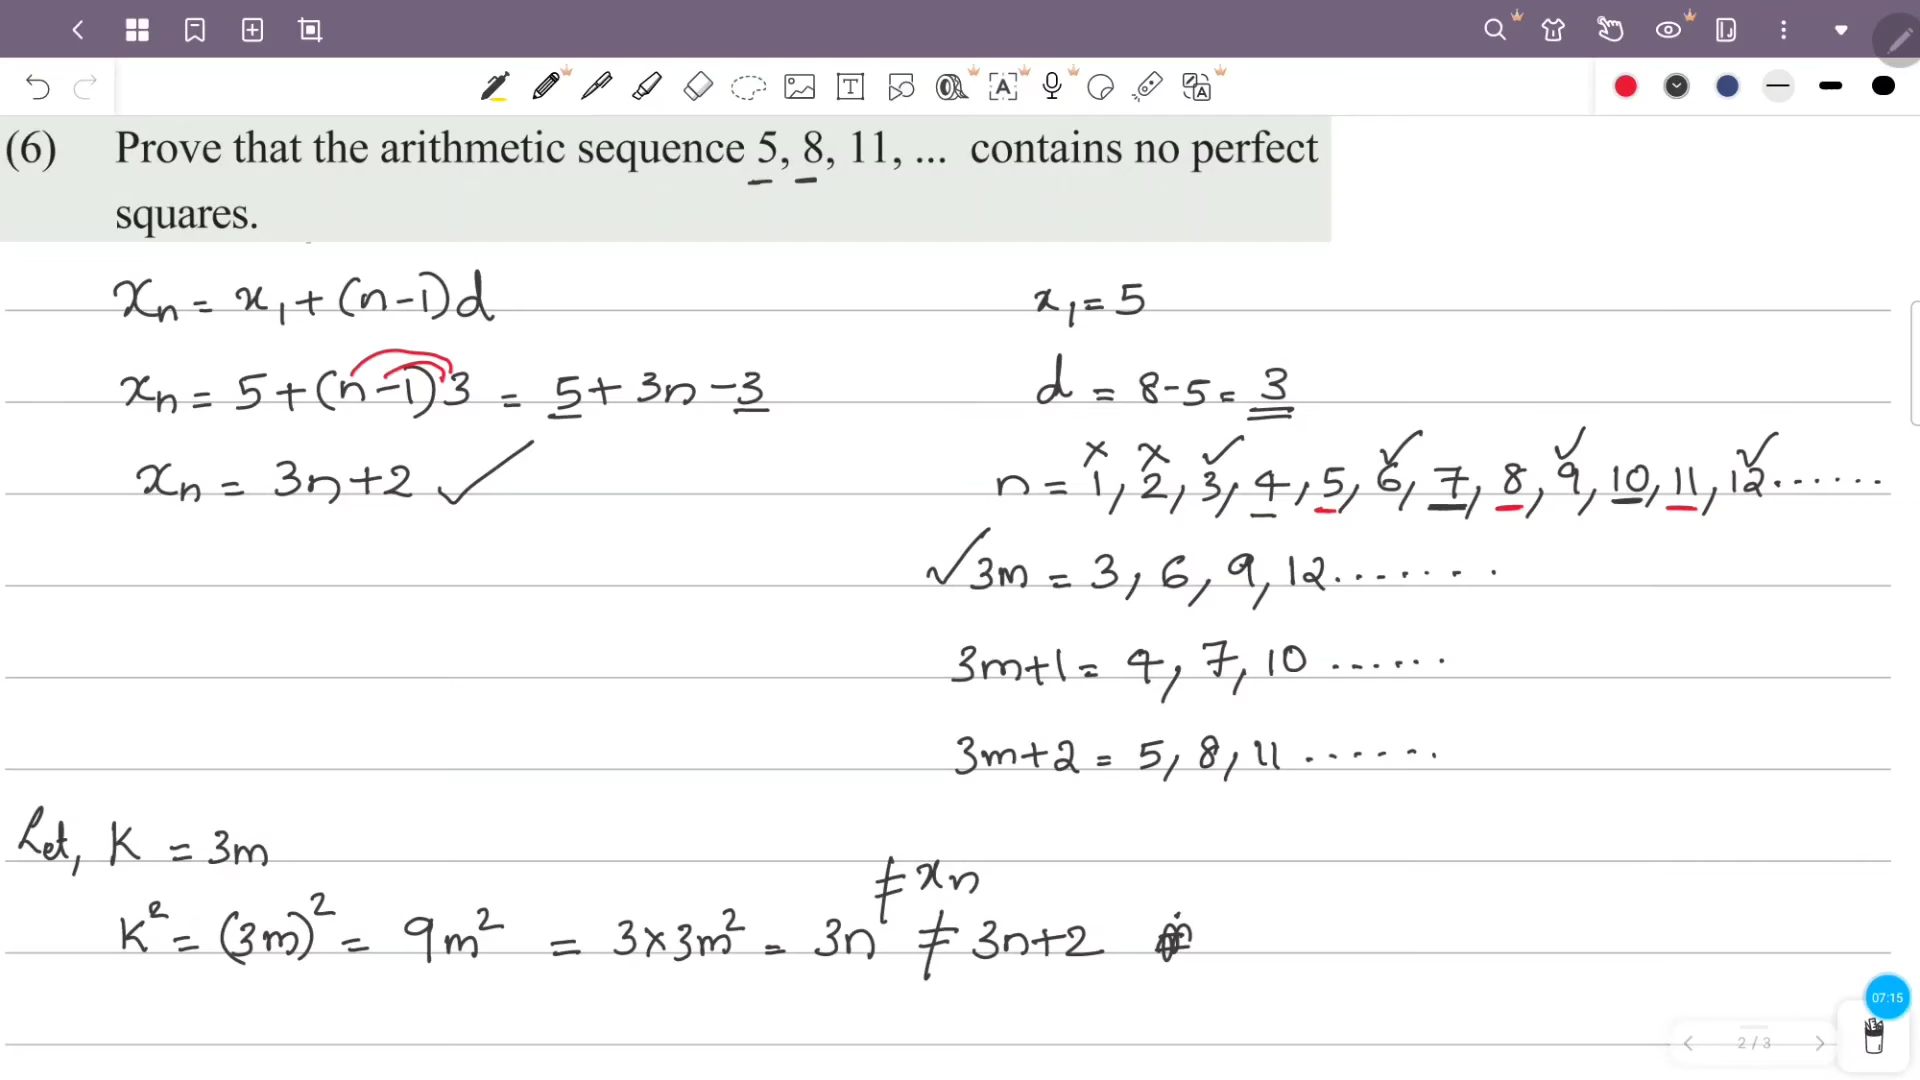 (6) Prove that the arithmetic sequence 5, 8, 11, ... contains no perfect
squares.
xₙ = x₁ + (n-1)d
x₁ = 5
xₙ = 5 + (n-1)3 = 5 + 3n - 3
d = 8-5 = 3
xₙ = 3n+2 ✓
× × ✓ ✓ ✓ ✓
n = 1, 2, 3, 4, 5, 6, 7, 8, 9, 10, 11, 12......
✓3m = 3, 6, 9, 12.......
3m+1 = 4, 7, 10 ......
3m+2 = 5, 8, 11 ......
Let, K = 3m
≠ xₙ
K² = (3m)² = 9m² = 3×3m² = 3n ≠ 3n+2
07:15
2 / 3